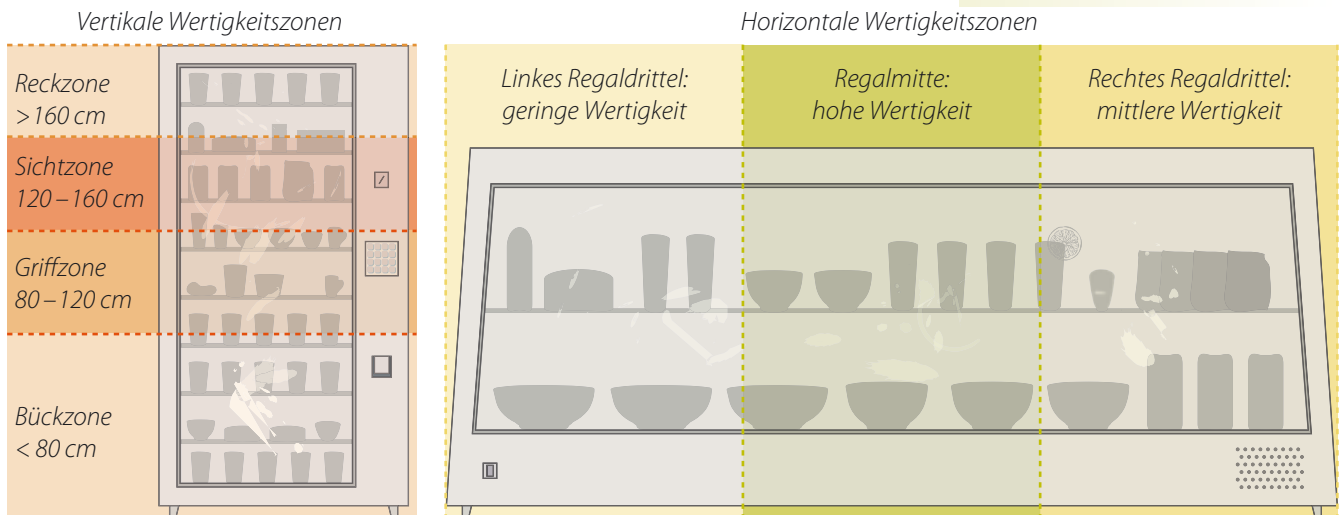 Vertikale Wertigkeitszonen
Reckzone
>160 cm
Sichtzone
120–160 cm
Griffzone
80–120 cm
Bückzone
< 80 cm
Horizontale Wertigkeitszonen
Linkes Regaldrittel:
geringe Wertigkeit
Regalmitte:
hohe Wertigkeit
Rechtes Regaldrittel:
mittlere Wertigkeit